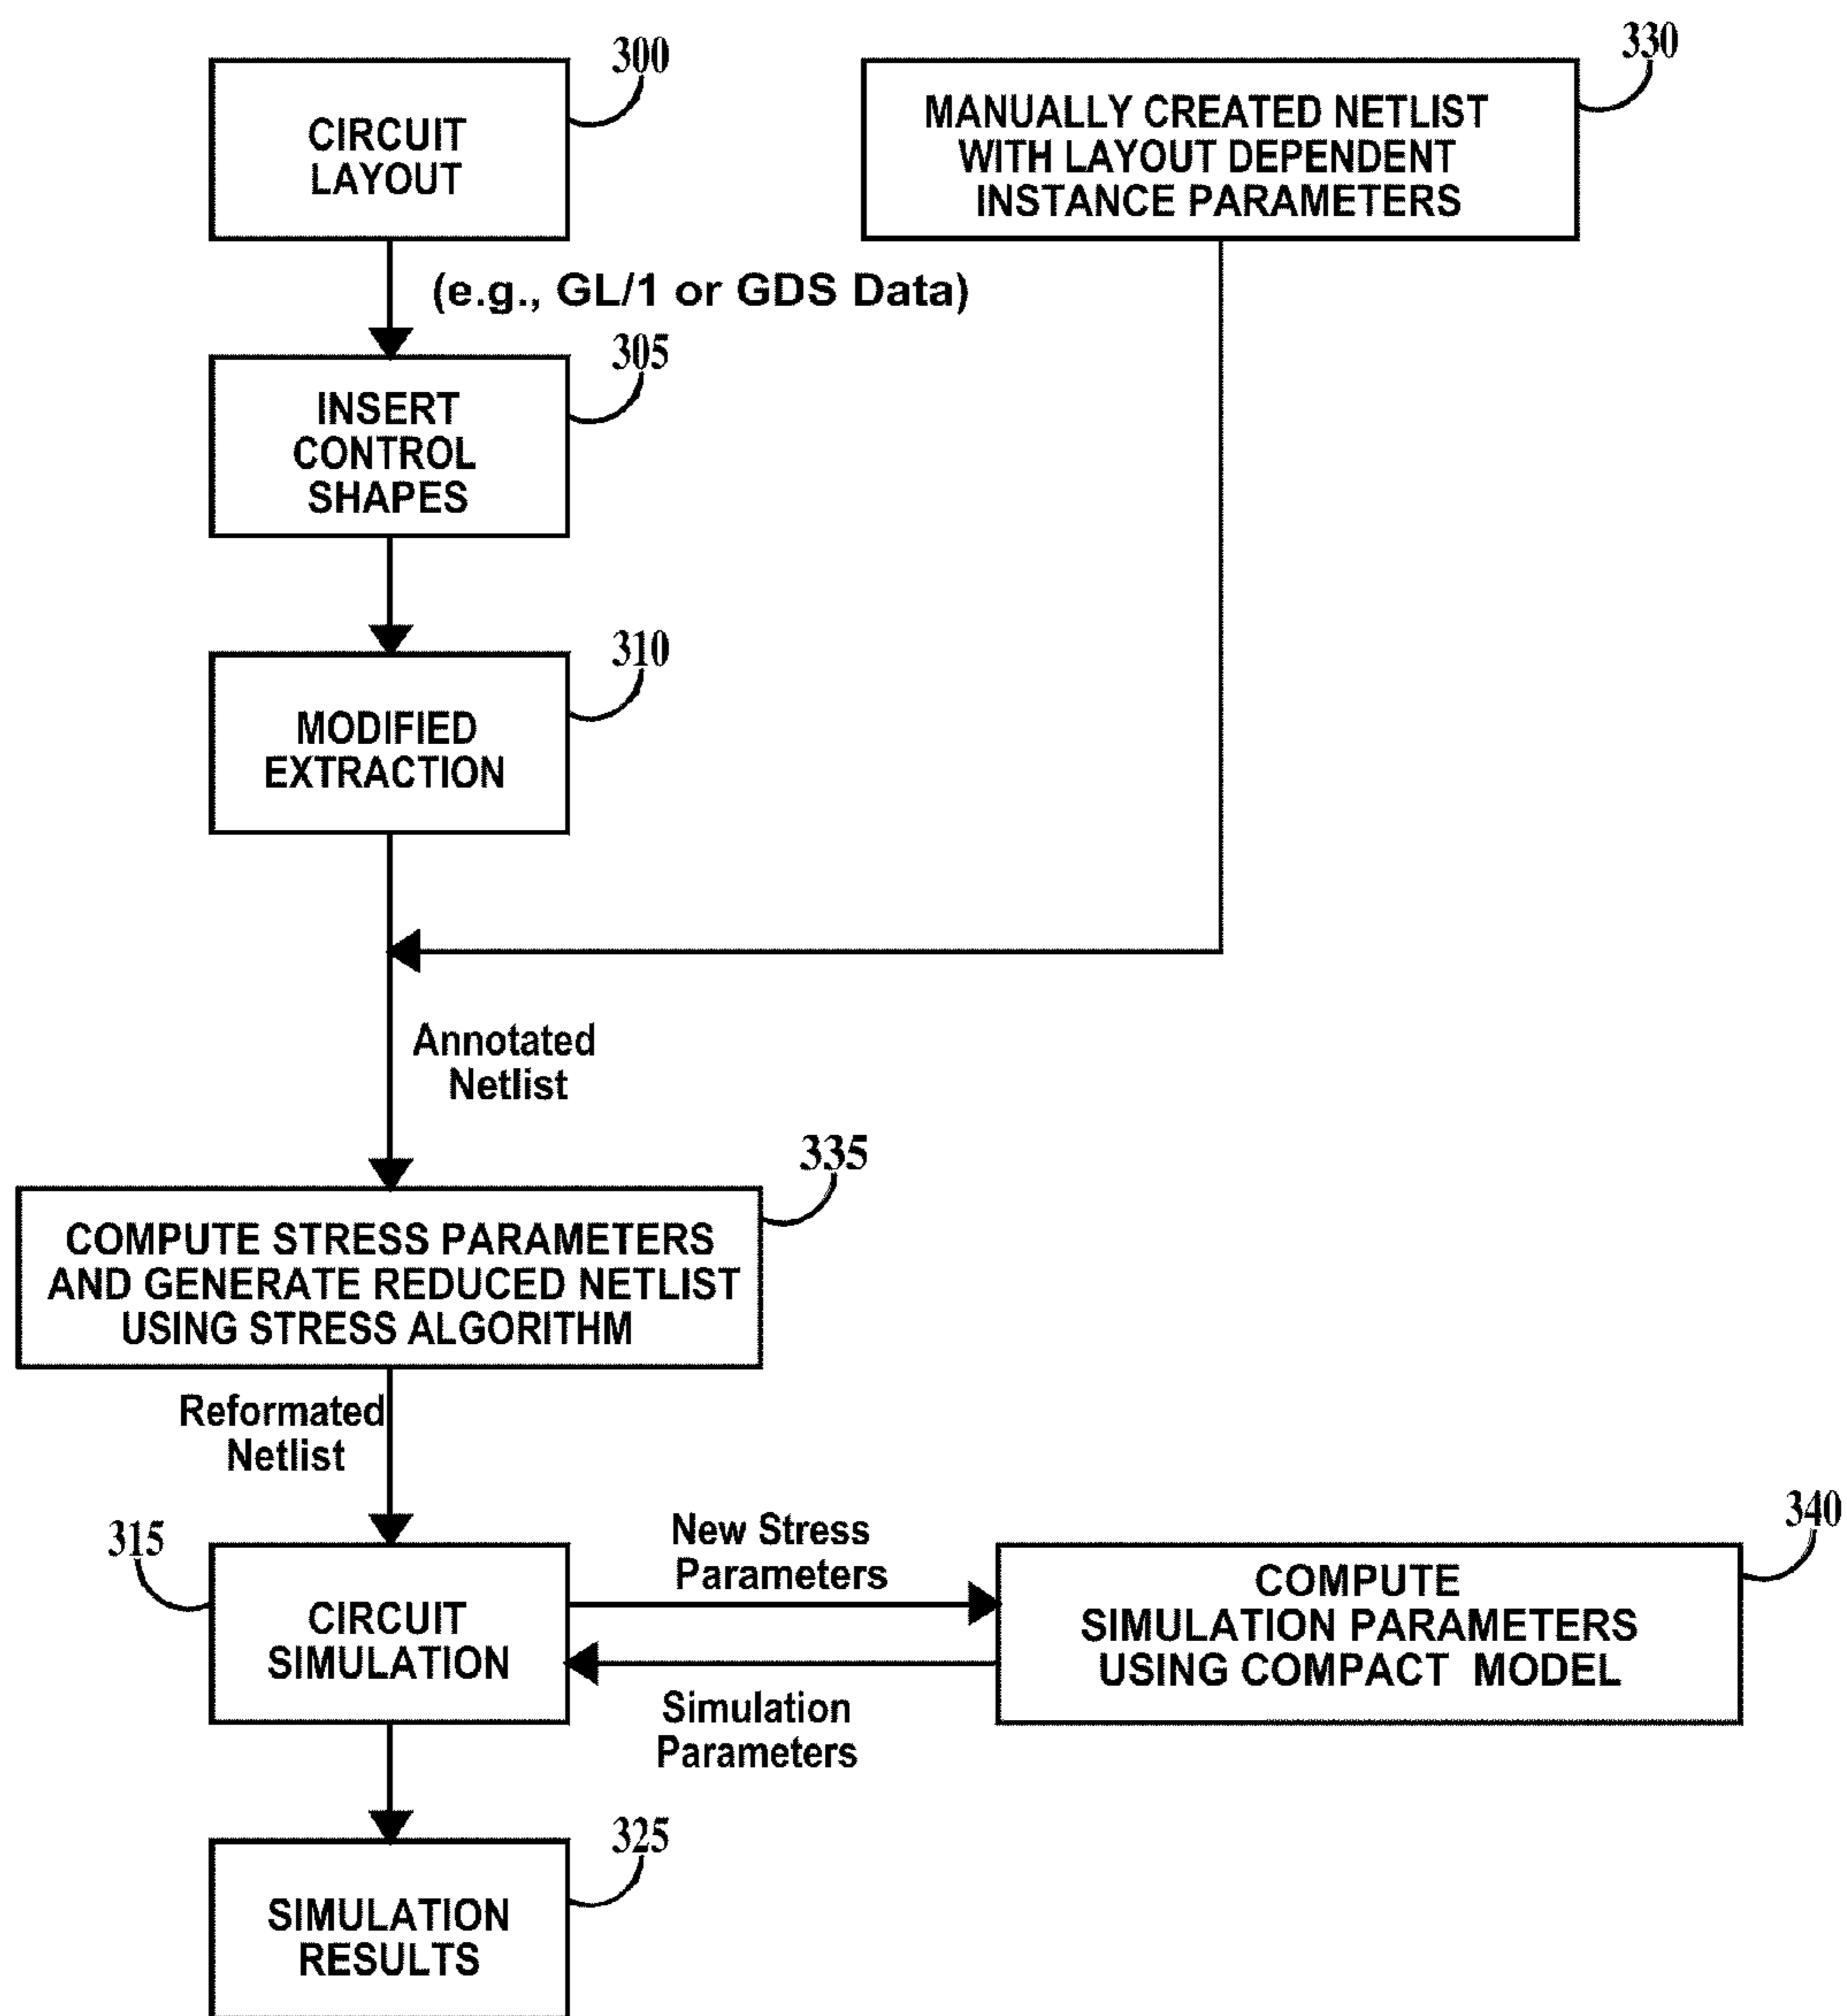 300
CIRCUIT
LAYOUT
330
MANUALLY CREATED NETLIST
WITH LAYOUT DEPENDENT
INSTANCE PARAMETERS
(e.g., GL/1 or GDS Data)
305
INSERT
CONTROL
SHAPES
310
MODIFIED
EXTRACTION
Annotated
Netlist
335
COMPUTE STRESS PARAMETERS
AND GENERATE REDUCED NETLIST
USING STRESS ALGORITHM
Reformated
Netlist
315
CIRCUIT
SIMULATION
New Stress
Parameters
Simulation
Parameters
340
COMPUTE
SIMULATION PARAMETERS
USING COMPACT MODEL
325
SIMULATION
RESULTS